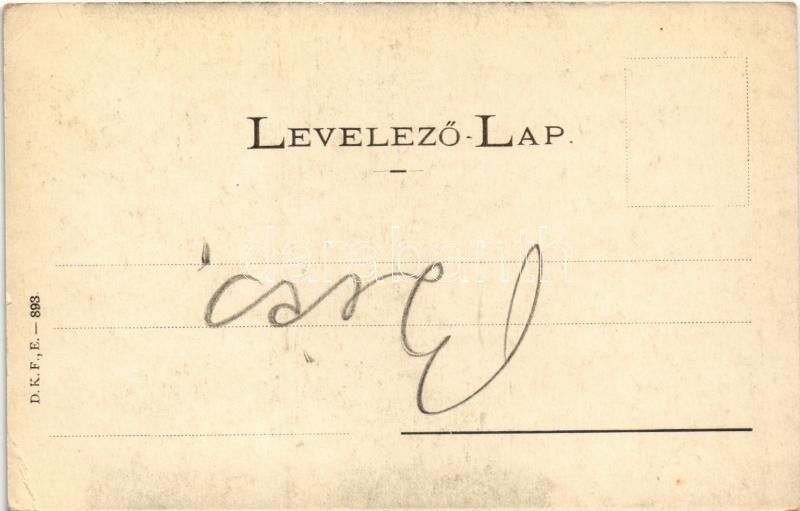 LEVELEZŐ-LAP.
darabanth
D. K. F., E. — 893.